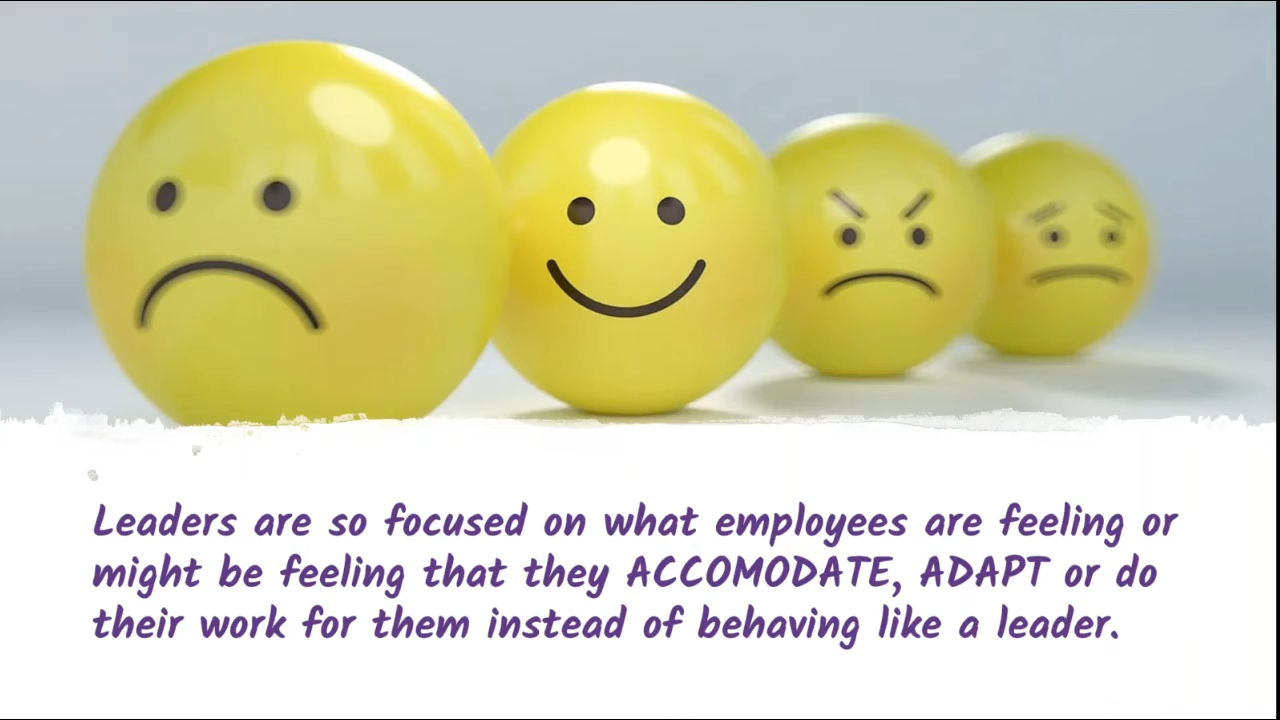 Leaders are so focused on what employees are feeling or
might be feeling that they ACCOMODATE, ADAPT or do
their work for them instead of behaving like a leader.